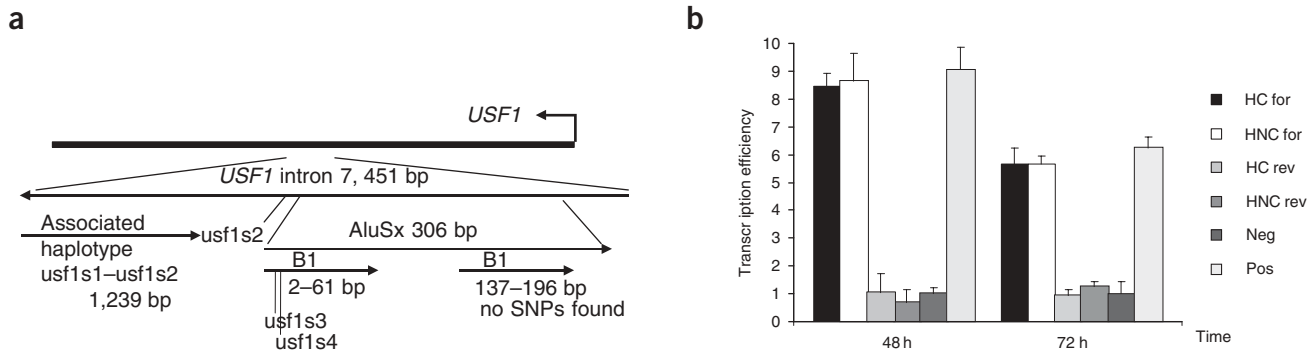 a
USF1
USF1 intron 7, 451 bp
Associated
haplotype
usf1s1–usf1s2
1,239 bp
usf1s2
AluSx 306 bp
B1
2–61 bp
usf1s3
usf1s4
B1
137–196 bp
no SNPs found
b
Transcr iption efficiency
10
9
8
7
6
5
4
3
2
1
0
48 h
72 h
Time
HC for
HNC for
HC rev
HNC rev
Neg
Pos